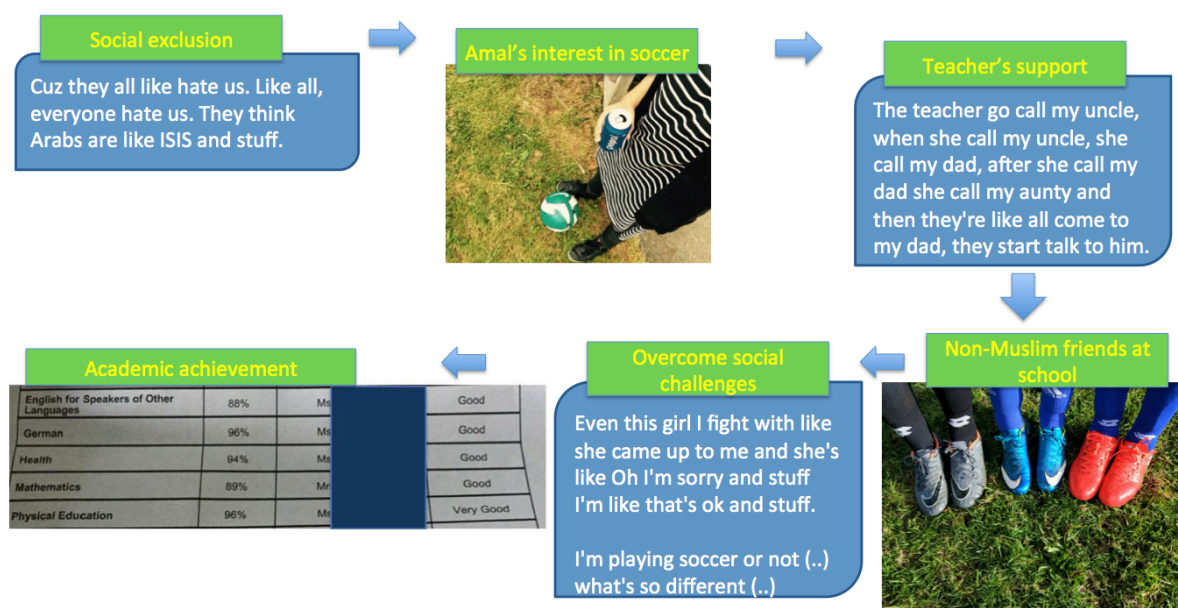 Social exclusion
Cuz they all like hate us. Like all,
everyone hate us. They think
Arabs are like ISIS and stuff.
Amal's interest in soccer
Teacher's support
The teacher go call my uncle,
when she call my uncle, she
call my dad, after she call my
dad she call my aunty and
then they're like all come to
my dad, they start talk to him.
Non-Muslim friends at
school
Overcome social
challenges
Even this girl I fight with like
she came up to me and she's
like Oh I'm sorry and stuff
I'm like that's ok and stuff.
I'm playing soccer or not (..)
what's so different (..)
Academic achievement
English for Speakers of Other
Languages 88% Ms Good
German 96% Ms Good
Health 94% Ms Good
Mathematics 89% Mr Good
Physical Education 96% Ms Very Good